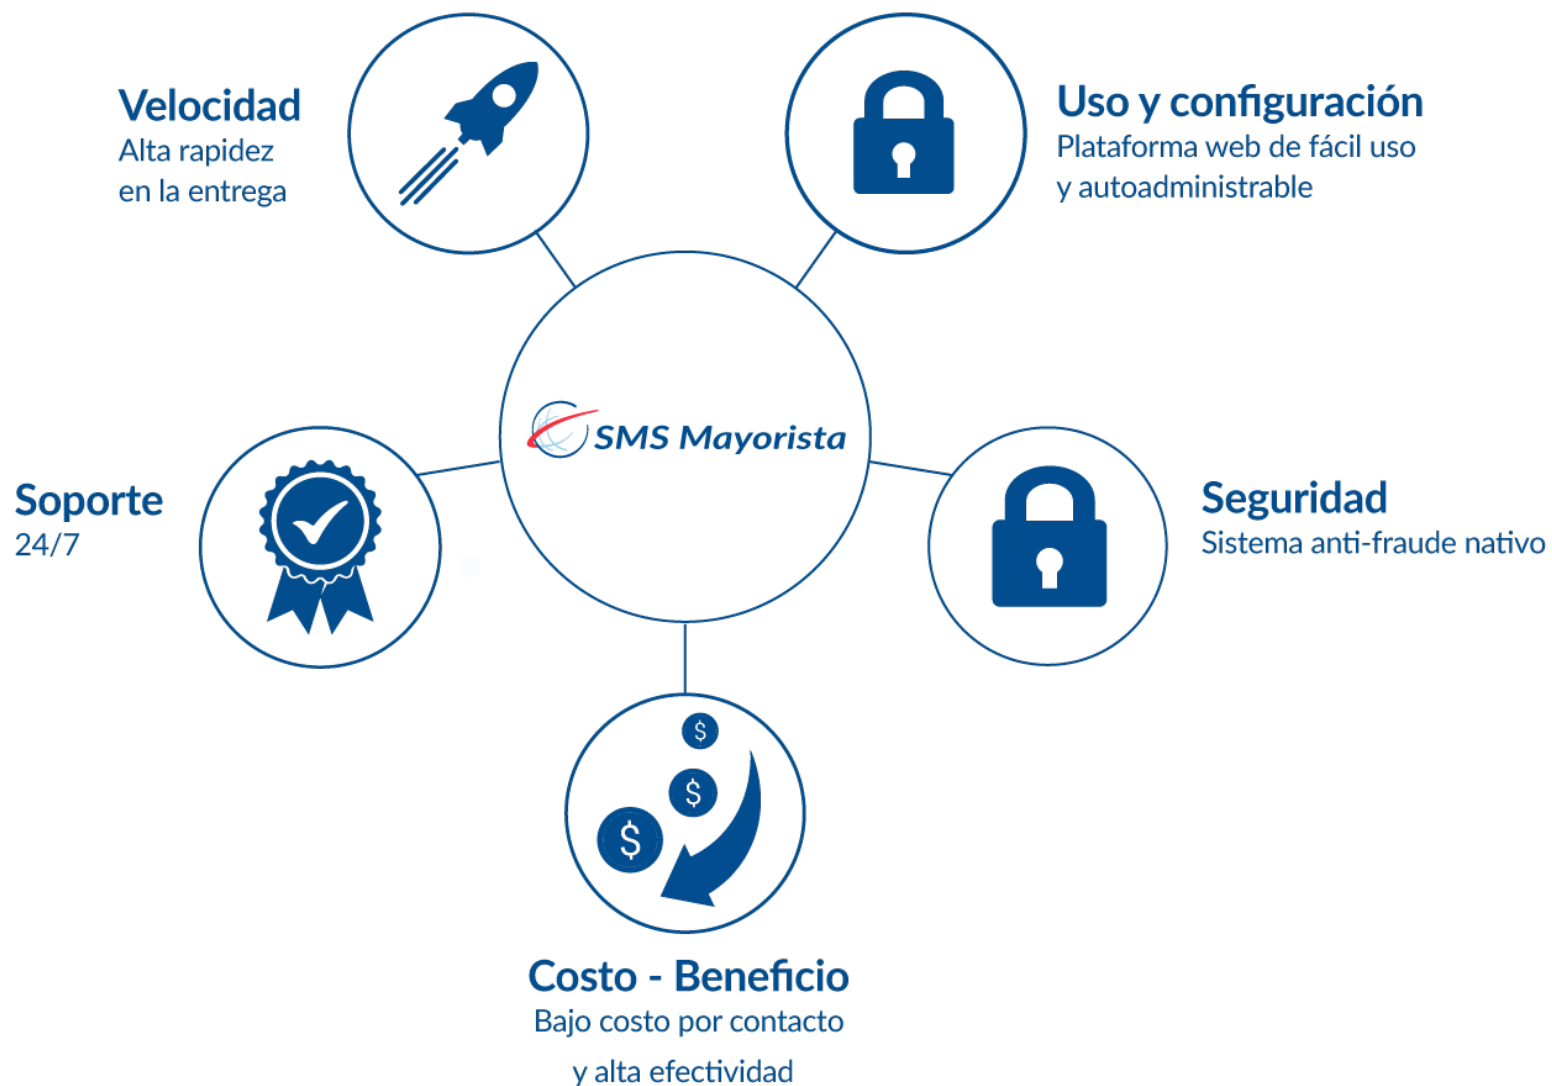 Velocidad
Alta rapidez
en la entrega
Uso y configuración
Plataforma web de fácil uso
y autoadministrable
SMS Mayorista
Soporte
24/7
Seguridad
Sistema anti-fraude nativo
$
$
$
Costo - Beneficio
Bajo costo por contacto
y alta efectividad